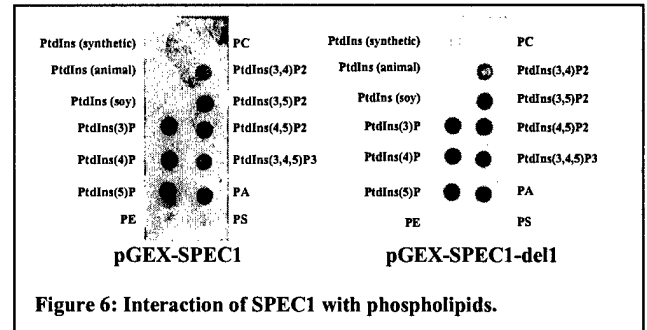 PtdIns (synthetic) PC
PtdIns (animal) PtdIns(3,4)P2
PtdIns (soy) PtdIns(3,5)P2
PtdIns(3)P PtdIns(4,5)P2
PtdIns(4)P PtdIns(3,4,5)P3
PtdIns(5)P PA
PE PS
pGEX-SPEC1
PtdIns (synthetic) PC
PtdIns (animal) PtdIns(3,4)P2
PtdIns (soy) PtdIns(3,5)P2
PtdIns(3)P PtdIns(4,5)P2
PtdIns(4)P PtdIns(3,4,5)P3
PtdIns(5)P PA
PE PS
pGEX-SPEC1-del1
Figure 6: Interaction of SPEC1 with phospholipids.